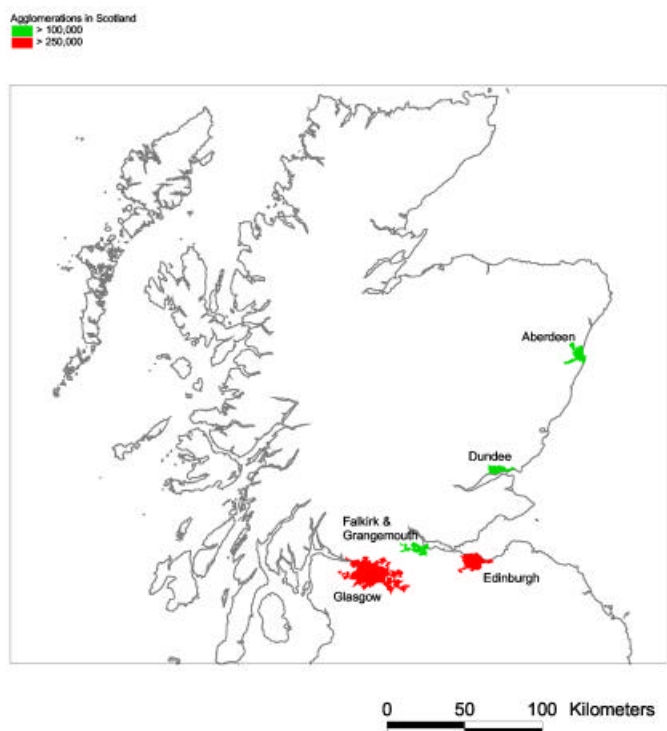 Agglomerations in Scotland
> 100,000
> 250,000
Aberdeen
Dundee
Falkirk &
Grangemouth
Edinburgh
Glasgow
0 50 100 Kilometers